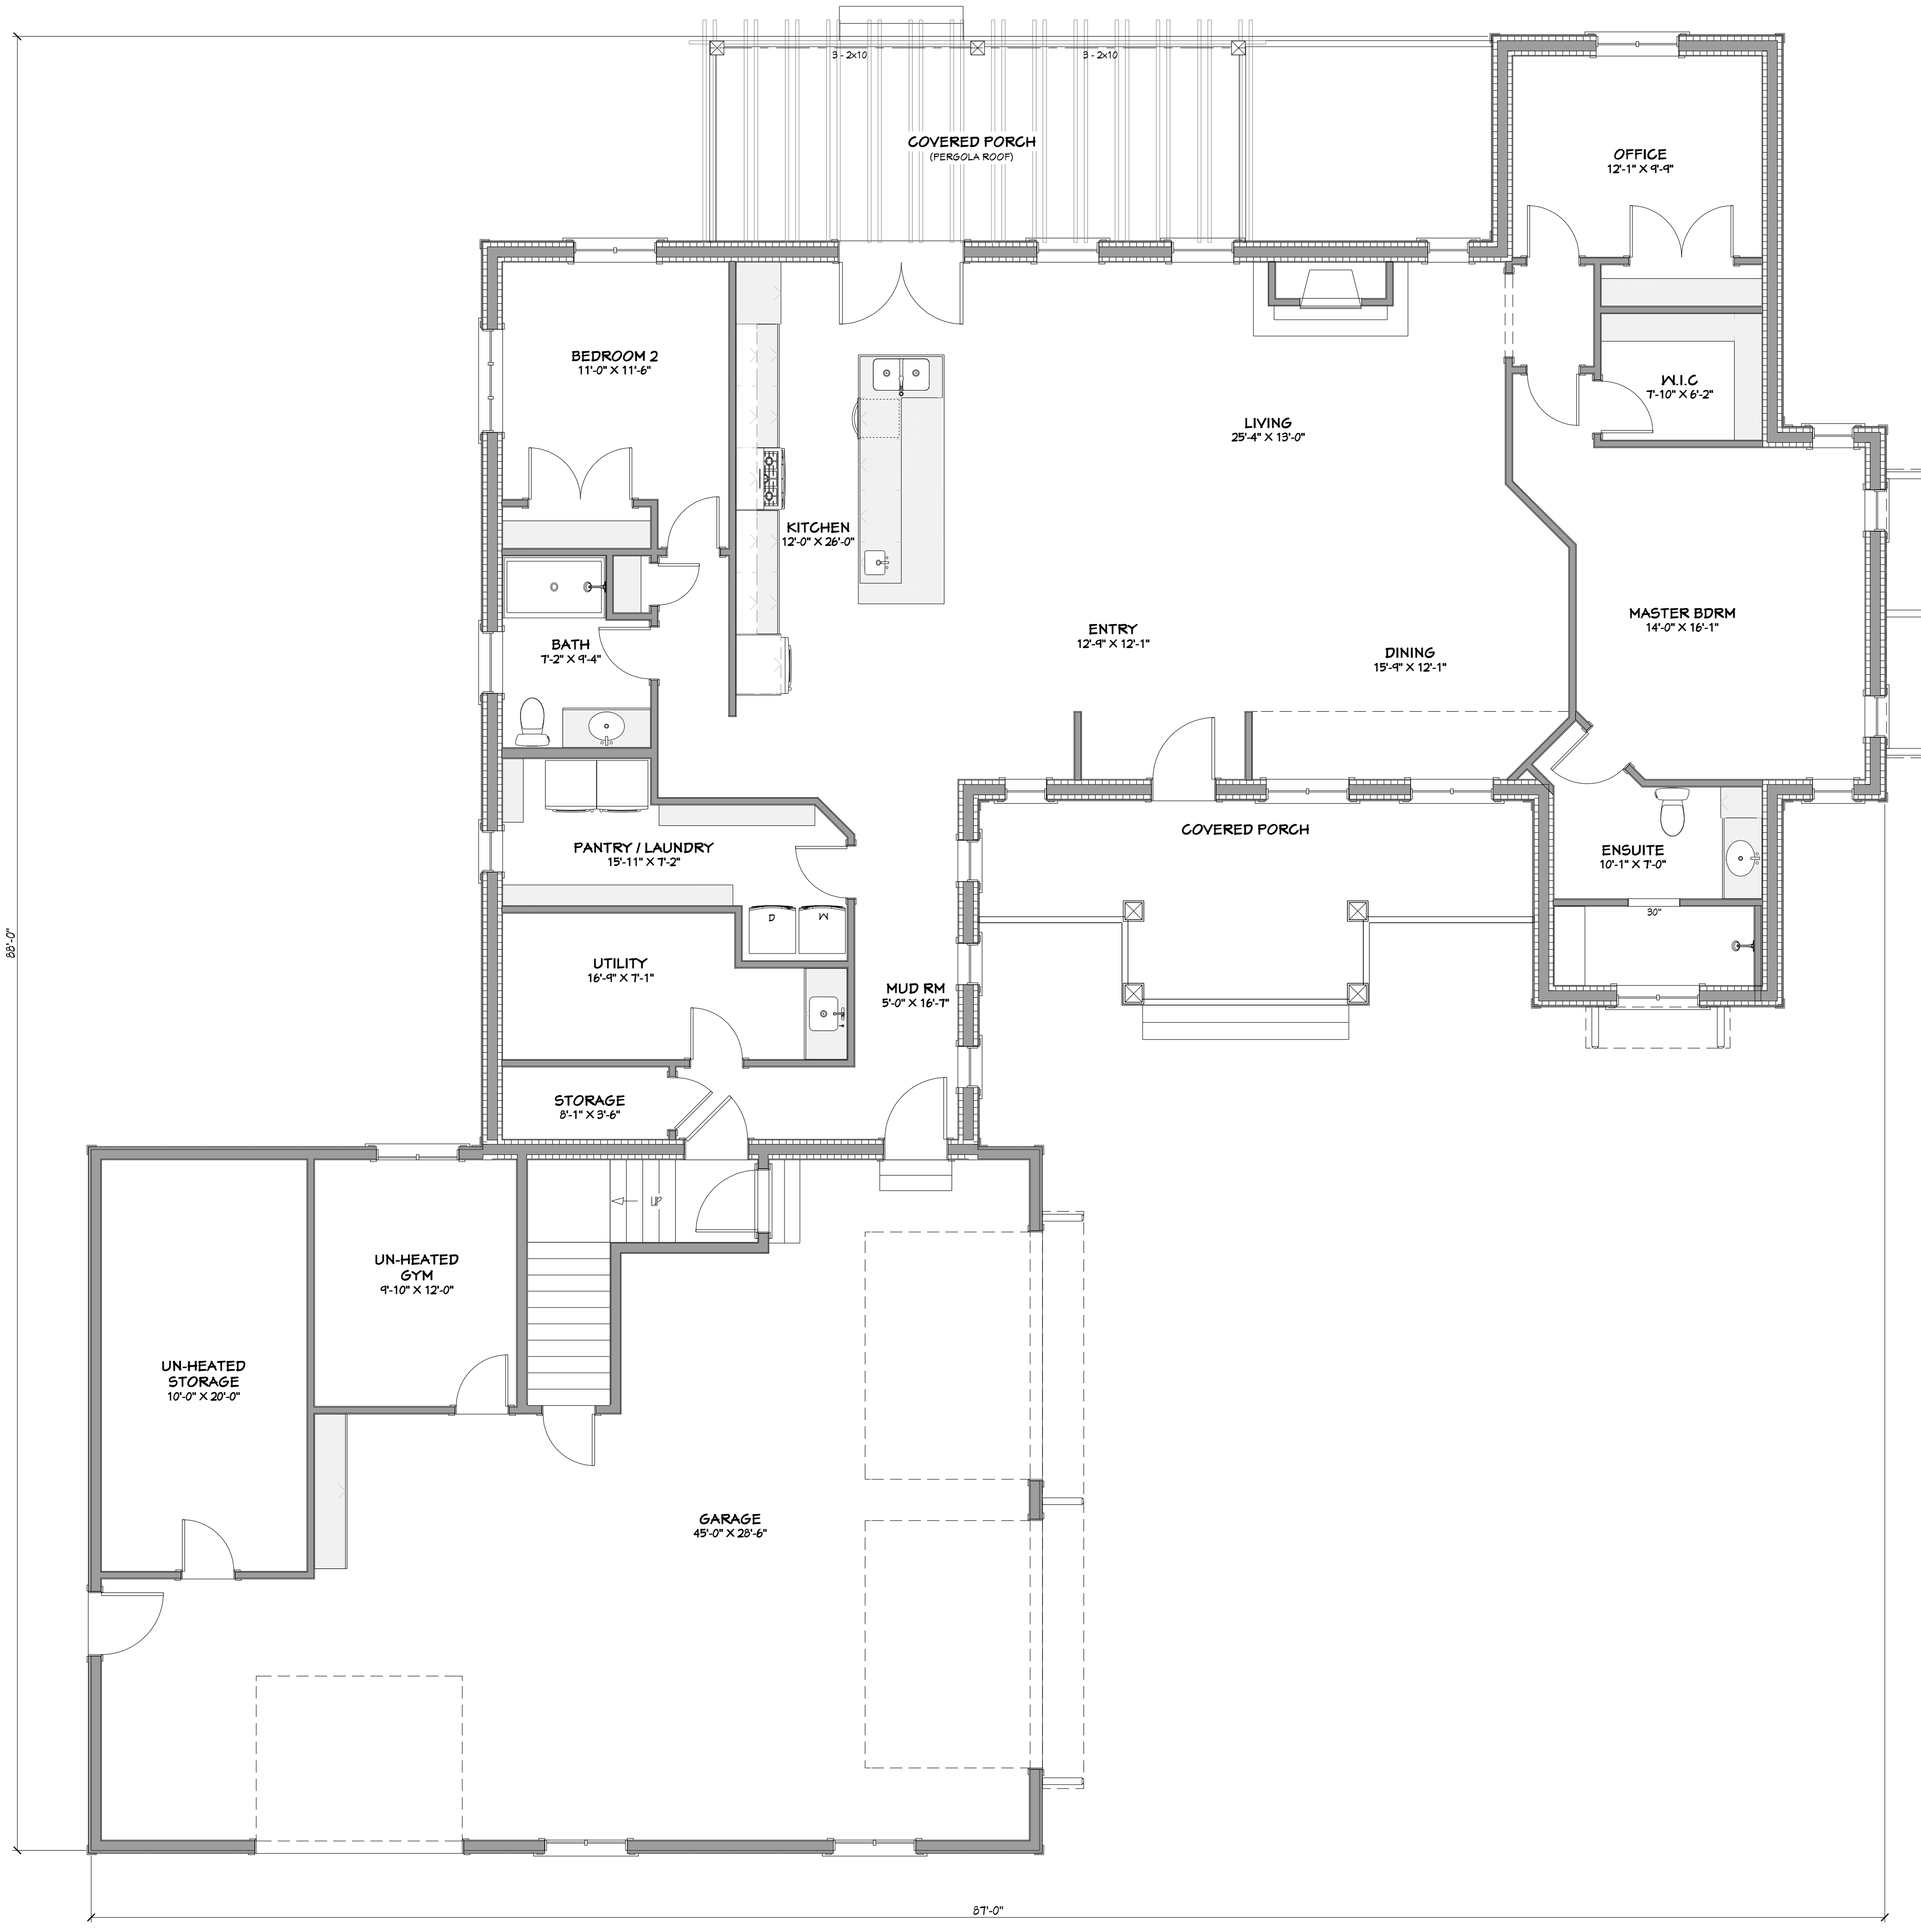 3 - 2x10
3 - 2x10
COVERED PORCH
(PERGOLA ROOF)
OFFICE
12'-1" X 9'-9"
BEDROOM 2
11'-0" X 11'-6"
W.I.C
7'-10" X 6'-2"
LIVING
25'-4" X 13'-0"
KITCHEN
12'-0" X 26'-0"
MASTER BDRM
14'-0" X 16'-1"
ENTRY
12'-9" X 12'-1"
BATH
7'-2" X 9'-4"
DINING
15'-9" X 12'-1"
COVERED PORCH
PANTRY / LAUNDRY
15'-11" X 7'-2"
ENSUITE
10'-1" X 7'-0"
30"
D
W
88'-0"
UTILITY
16'-9" X 7'-1"
MUD RM
5'-0" X 16'-7"
STORAGE
8'-1" X 3'-6"
UP
UN-HEATED
GYM
9'-10" X 12'-0"
UN-HEATED
STORAGE
10'-0" X 20'-0"
GARAGE
45'-0" X 28'-6"
87'-0"